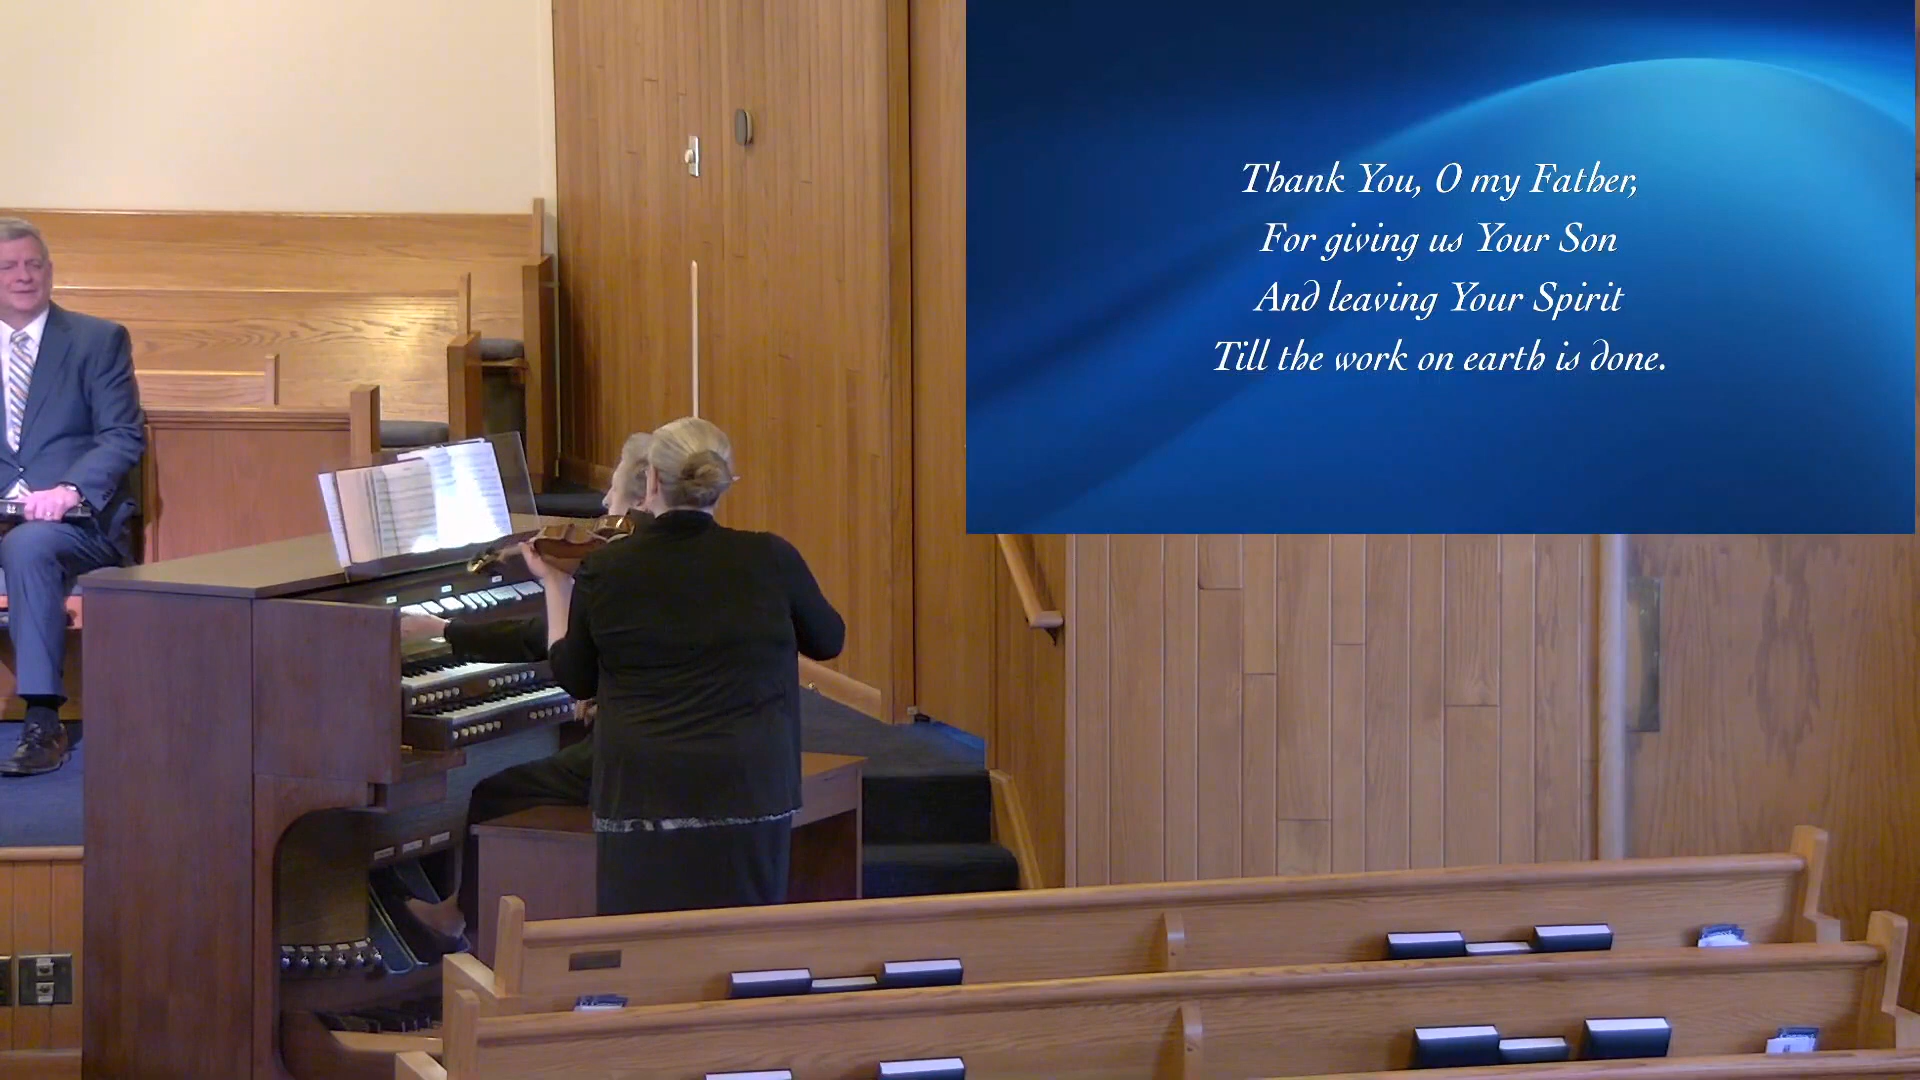 Thank You, O my Father,
For giving us Your Son
And leaving Your Spirit
Till the work on earth is done.